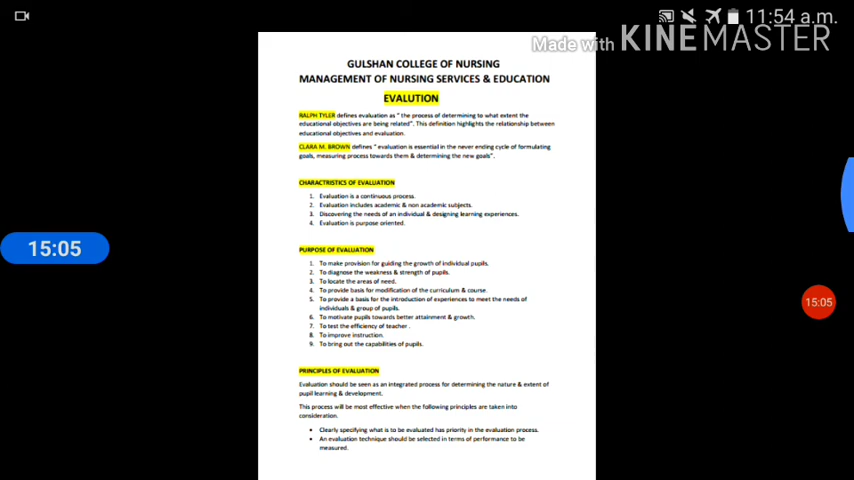 11:54 a.m.
Made with KINEMASTER
GULSHAN COLLEGE OF NURSING
MANAGEMENT OF NURSING SERVICES & EDUCATION
EVALUTION
RALPH TYLER defines evaluation as " the process of determining to what extent the
educational objectives are being related". This definition highlights the relationship between
educational objectives and evaluation.
CLARA M. BROWN defines " evaluation is essential in the never ending cycle of formulating
goals, measuring process towards them & determining the new goals".
CHARACTRISTICS OF EVALUATION
1. Evaluation is a continuous process.
2. Evaluation includes academic & non academic subjects.
3. Discovering the needs of an individual & designing learning experiences.
4. Evaluation is purpose oriented.
15:05
15:05
PURPOSE OF EVALUATION
1. To make provision for guiding the growth of individual pupils.
2. To diagnose the weakness & strength of pupils.
3. To locate the areas of need.
4. To provide basis for modification of the curriculum & course.
5. To provide a basis for the introduction of experiences to meet the needs of
individuals & group of pupils.
6. To motivate pupils towards better attainment & growth.
7. To test the efficiency of teacher .
8. To improve instruction.
9. To bring out the capabilities of pupils.
PRINCIPLES OF EVALUATION
Evaluation should be seen as an integrated process for determining the nature & extent of
pupil learning & development.
This process will be most effective when the following principles are taken into
consideration.
• Clearly specifying what is to be evaluated has priority in the evaluation process.
• An evaluation technique should be selected in terms of performance to be
measured.